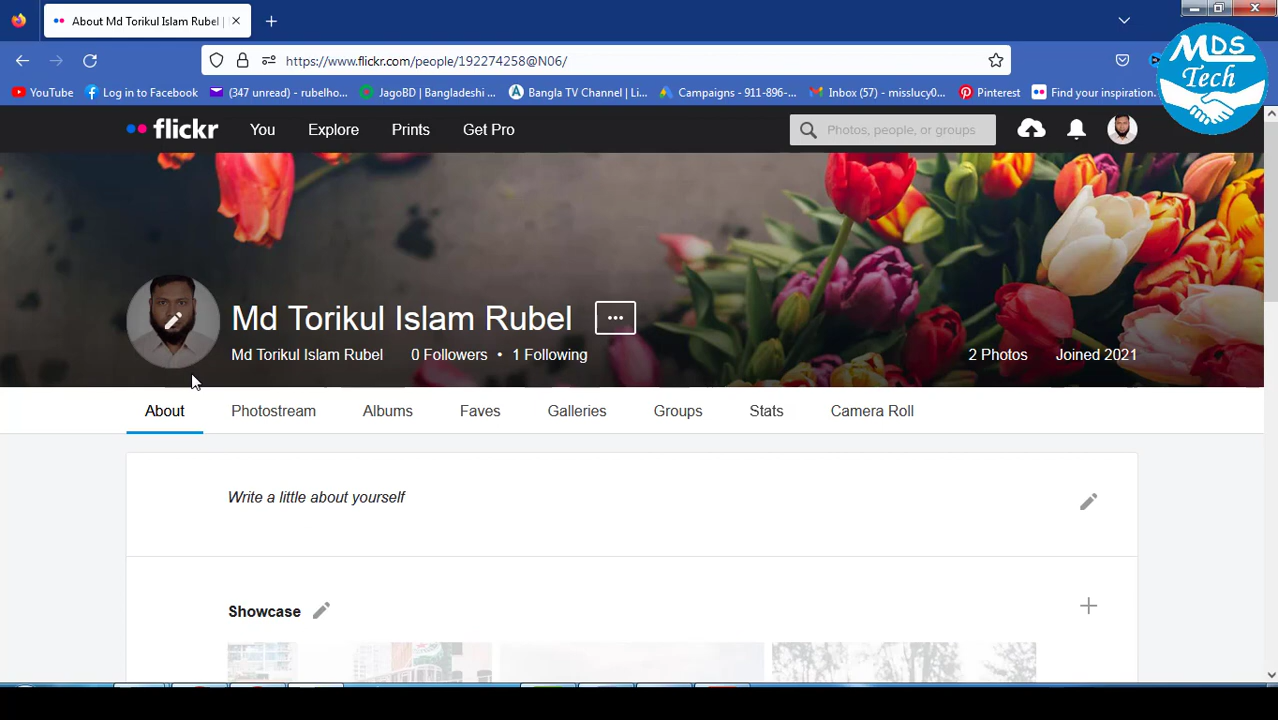 About Md Torikul Islam Rubel |
MDS
Tech
https://www.flickr.com/people/192274258@N06/
YouTube
Log in to Facebook
(347 unread) - rubelho...
JagoBD | Bangladeshi ...
Bangla TV Channel | Li...
Campaigns - 911-896-...
Inbox (57) - misslucy0...
Pinterest
Find your inspiration.
flickr
You
Explore
Prints
Get Pro
Photos, people, or groups
Md Torikul Islam Rubel
Md Torikul Islam Rubel
0 Followers • 1 Following
2 Photos
Joined 2021
About
Photostream
Albums
Faves
Galleries
Groups
Stats
Camera Roll
Write a little about yourself
Showcase